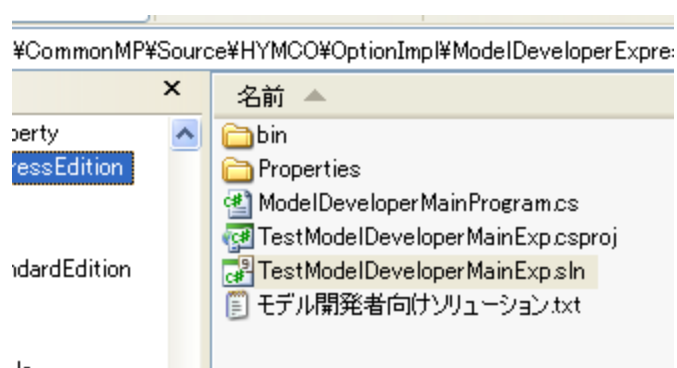 ¥CommonMP¥Source¥HYMCO¥OptionImpl¥ModelDeveloperExpre
名前
perty
ressEdition
ndardEdition
bin
Properties
ModelDeveloperMainProgram.cs
TestModelDeveloperMainExp.csproj
TestModelDeveloperMainExp.sln
モデル開発者向けソリューション.txt